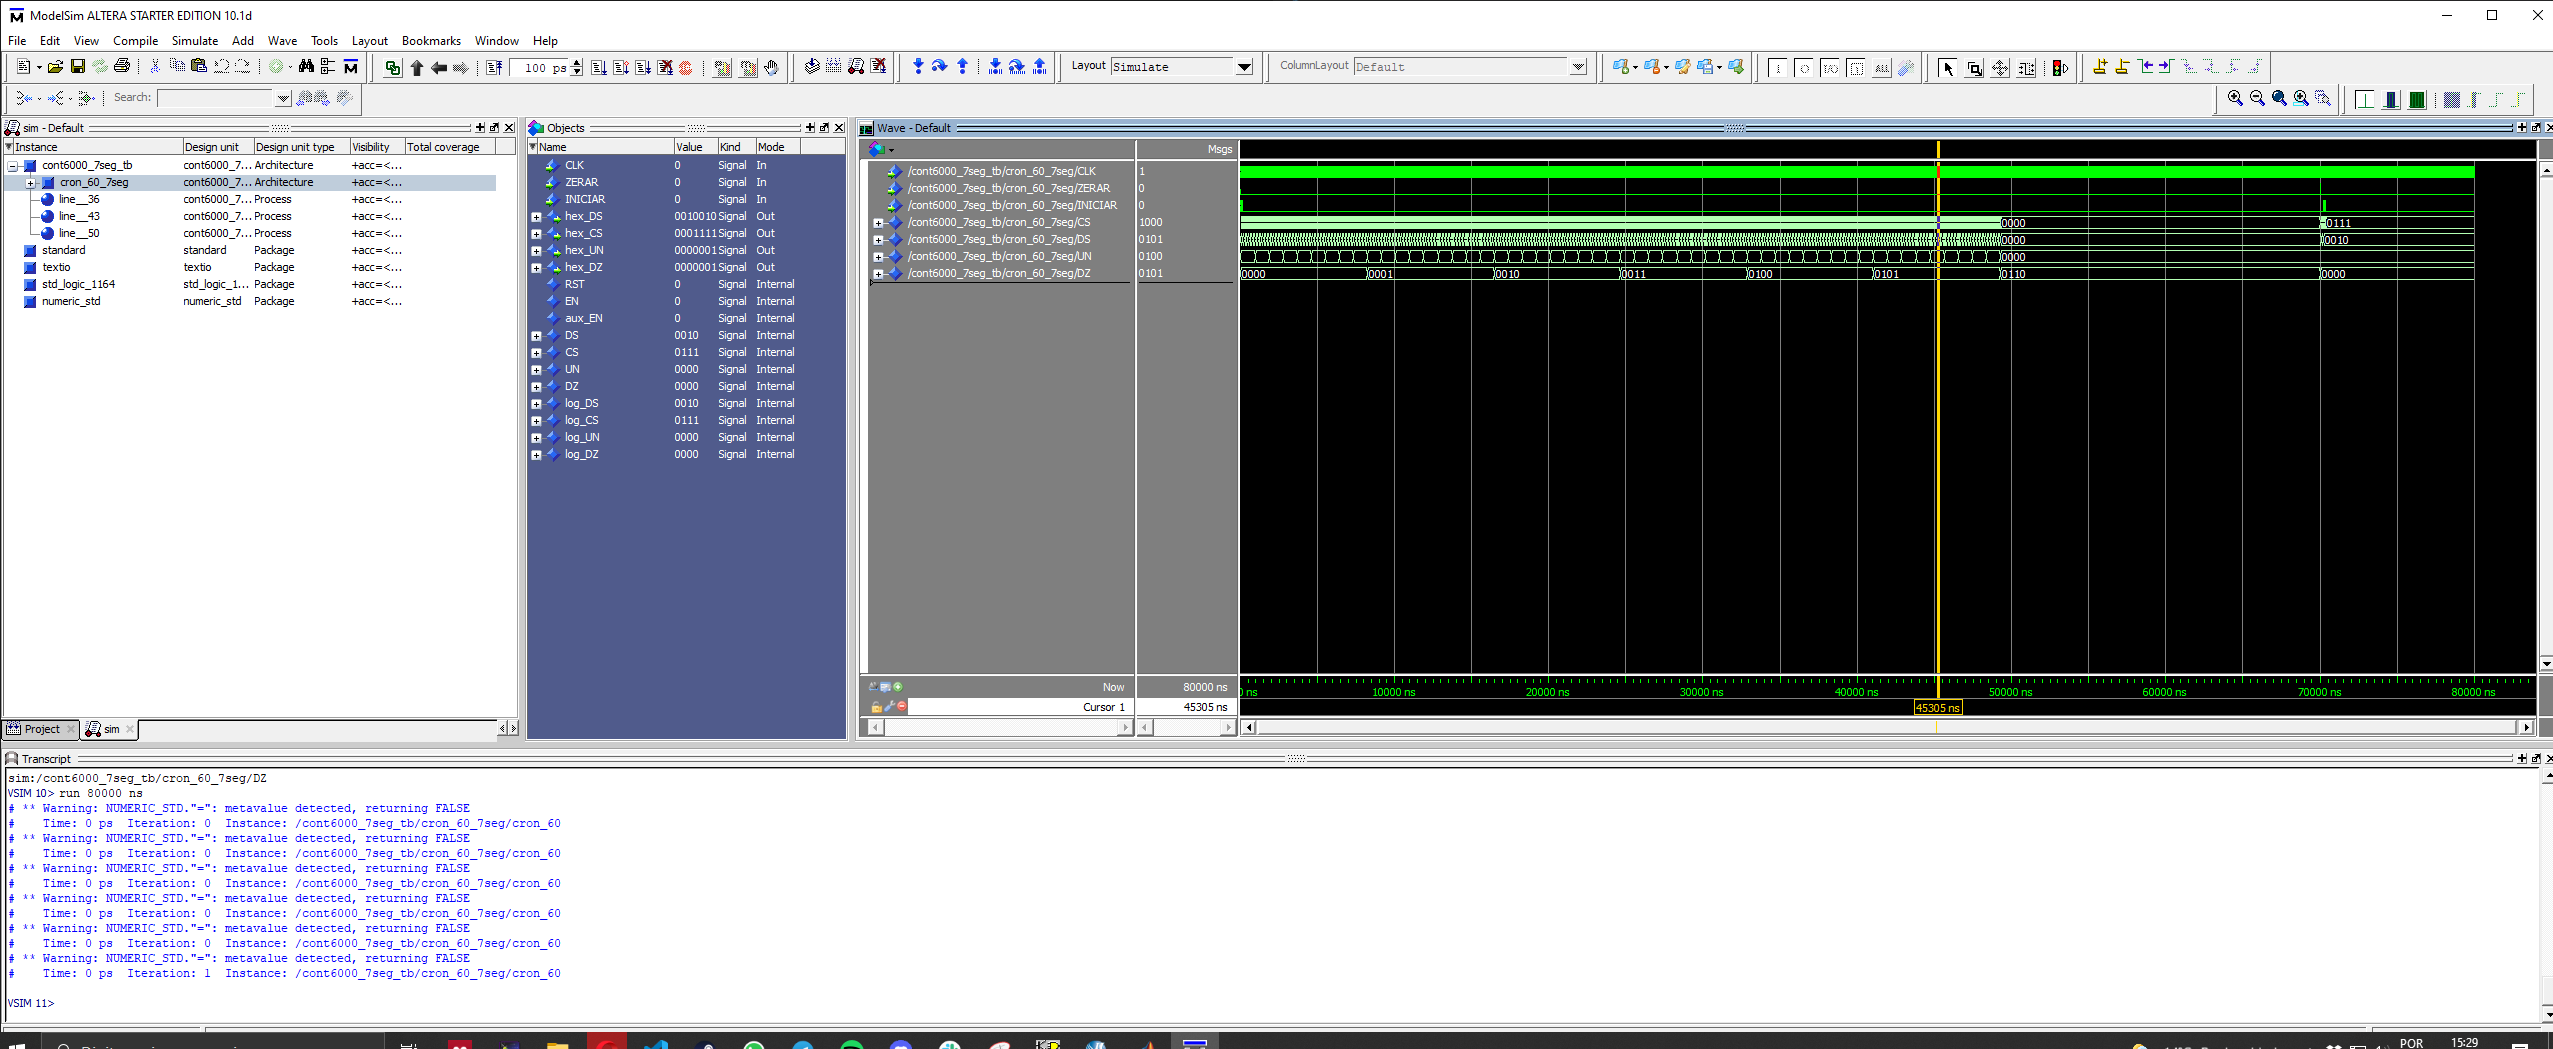 ModelSim ALTERA STARTER EDITION 10.1d
File Edit View Compile Simulate Add Wave Tools Layout Bookmarks Window Help
100 ps
Layout Simulate
ColumnLayout Default
Search:
sim - Default
Instance Design unit Design unit type Visibility Total coverage
cont6000_7seg_tb cont6000_7... Architecture +acc=<...
cron_60_7seg cont6000_7... Architecture +acc=<...
line__36 cont6000_7... Process +acc=<...
line__43 cont6000_7... Process +acc=<...
line__50 cont6000_7... Process +acc=<...
standard standard Package +acc=<...
textio textio Package +acc=<...
std_logic_1164 std_logic_1... Package +acc=<...
numeric_std numeric_std Package +acc=<...
Project sim
Objects
Name Value Kind Mode
CLK 0 Signal In
ZERAR 0 Signal In
INICIAR 0 Signal In
hex_DS 0010010 Signal Out
hex_CS 0001111 Signal Out
hex_UN 0000001 Signal Out
hex_DZ 0000001 Signal Out
RST 0 Signal Internal
EN 0 Signal Internal
aux_EN 0 Signal Internal
DS 0010 Signal Internal
CS 0111 Signal Internal
UN 0000 Signal Internal
DZ 0000 Signal Internal
log_DS 0010 Signal Internal
log_CS 0111 Signal Internal
log_UN 0000 Signal Internal
log_DZ 0000 Signal Internal
Wave - Default
Msgs
/cont6000_7seg_tb/cron_60_7seg/CLK 1
/cont6000_7seg_tb/cron_60_7seg/ZERAR 0
/cont6000_7seg_tb/cron_60_7seg/INICIAR 0
/cont6000_7seg_tb/cron_60_7seg/CS 1000 0000 0111
/cont6000_7seg_tb/cron_60_7seg/DS 0101 0000 0010
/cont6000_7seg_tb/cron_60_7seg/UN 0100 0000
/cont6000_7seg_tb/cron_60_7seg/DZ 0101 0000 0001 0010 0011 0100 0101 0110 0000
Now 80000 ns ns 10000 ns 20000 ns 30000 ns 40000 ns 50000 ns 60000 ns 70000 ns 80000 ns
Cursor 1 45305 ns 45305 ns
Transcript
sim:/cont6000_7seg_tb/cron_60_7seg/DZ
VSIM 10> run 80000 ns
# ** Warning: NUMERIC_STD."=": metavalue detected, returning FALSE
#    Time: 0 ps  Iteration: 0  Instance: /cont6000_7seg_tb/cron_60_7seg/cron_60
# ** Warning: NUMERIC_STD."=": metavalue detected, returning FALSE
#    Time: 0 ps  Iteration: 0  Instance: /cont6000_7seg_tb/cron_60_7seg/cron_60
# ** Warning: NUMERIC_STD."=": metavalue detected, returning FALSE
#    Time: 0 ps  Iteration: 0  Instance: /cont6000_7seg_tb/cron_60_7seg/cron_60
# ** Warning: NUMERIC_STD."=": metavalue detected, returning FALSE
#    Time: 0 ps  Iteration: 0  Instance: /cont6000_7seg_tb/cron_60_7seg/cron_60
# ** Warning: NUMERIC_STD."=": metavalue detected, returning FALSE
#    Time: 0 ps  Iteration: 0  Instance: /cont6000_7seg_tb/cron_60_7seg/cron_60
# ** Warning: NUMERIC_STD."=": metavalue detected, returning FALSE
#    Time: 0 ps  Iteration: 1  Instance: /cont6000_7seg_tb/cron_60_7seg/cron_60
VSIM 11>
POR 15:29